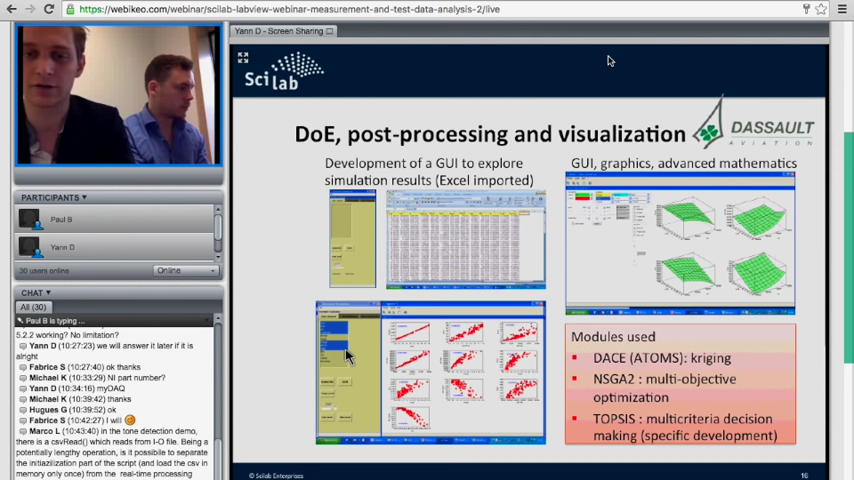 https://webikeo.com/webinar/scilab-labview-webinar-measurement-and-test-data-analysis-2/live
Yann D - Screen Sharing
Scilab
DoE, post-processing and visualization
DASSAULT
AVIATION
Development of a GUI to explore
simulation results (Excel imported)
GUI, graphics, advanced mathematics
Modules used
DACE (ATOMS): kriging
NSGA2 : multi-objective
optimization
TOPSIS : multicriteria decision
making (specific development)
© Scilab Enterprises
16
PARTICIPANTS
Paul B
Yann D
30 users online
Online
CHAT
All (30)
Paul B is typing ...
5.2.2 working? No limitation?
Yann D (10:27:23) we will answer it later if it is
alright
Fabrice S (10:27:40) ok thanks
Michael K (10:33:29) NI part number?
Yann D (10:34:16) myDAQ
Michael K (10:39:42) thanks
Hugues G (10:39:52) ok
Fabrice S (10:42:27) I will
Marco L (10:43:40) in the tone detection demo,
there is a csvRead() which reads from I-O file. Being a
potentially lengthy operation, is it possibile to separate
the initiazilization part of the script (and load the csv in
memory only once) from the real-time processing